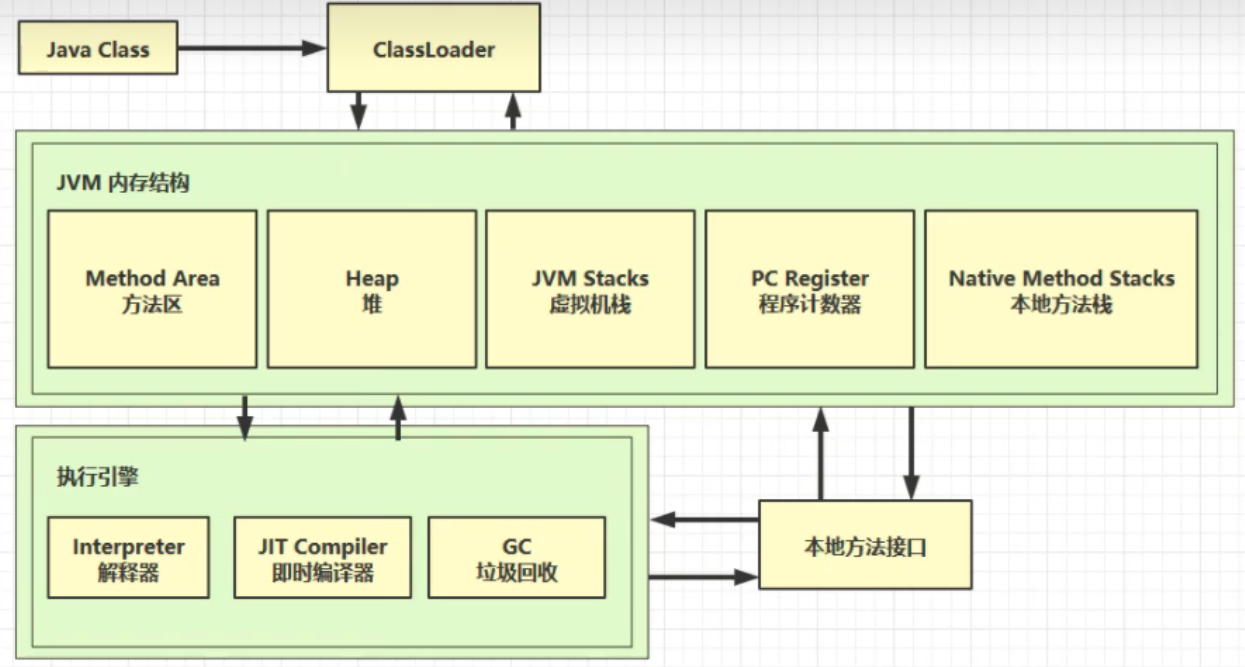 Java Class
ClassLoader
JVM 内存结构
Method Area
方法区
Heap
堆
JVM Stacks
虚拟机栈
PC Register
程序计数器
Native Method Stacks
本地方法栈
执行引擎
Interpreter
解释器
JIT Compiler
即时编译器
GC
垃圾回收
本地方法接口